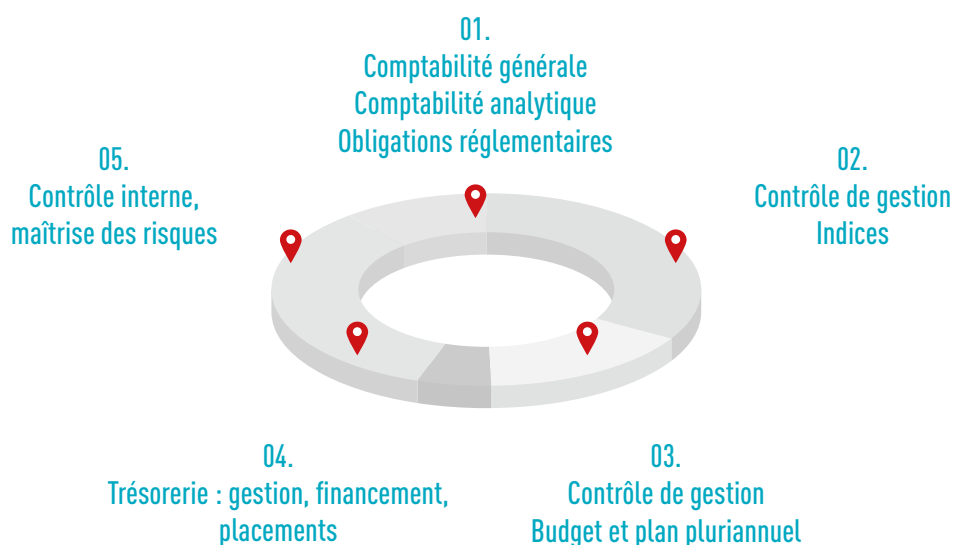 01.
Comptabilité générale
Comptabilité analytique
Obligations réglementaires
02.
Contrôle de gestion
Indices
03.
Contrôle de gestion
Budget et plan pluriannuel
04.
Trésorerie : gestion, financement,
placements
05.
Contrôle interne,
maîtrise des risques